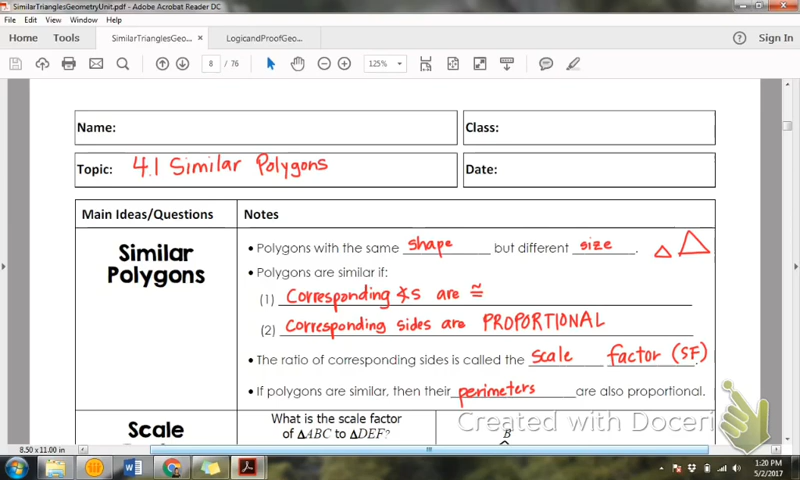 SimilarTrianglesGeometryUnit.pdf - Adobe Acrobat Reader DC
File Edit View Window Help
Home Tools SimilarTrianglesGeo... × LogicandProofGeo... Sign In
8 / 76 125%
Name: Class:
Topic: 4.1 Similar Polygons Date:
Main Ideas/Questions Notes
Similar
Polygons
• Polygons with the same shape but different size.
• Polygons are similar if:
(1) Corresponding ∡s are ≅
(2) Corresponding sides are PROPORTIONAL
• The ratio of corresponding sides is called the scale factor (SF).
• If polygons are similar, then their perimeters are also proportional.
Created with Doceri
Scale
What is the scale factor
of ΔABC to ΔDEF?
B
8.50 x 11.00 in
1:20 PM
5/2/2017